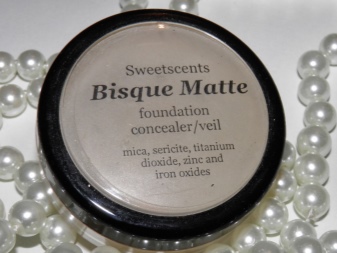 Sweetscents
Bisque Matte
foundation
concealer/veil
mica, sericite, titanium
dioxide, zinc and
iron oxides